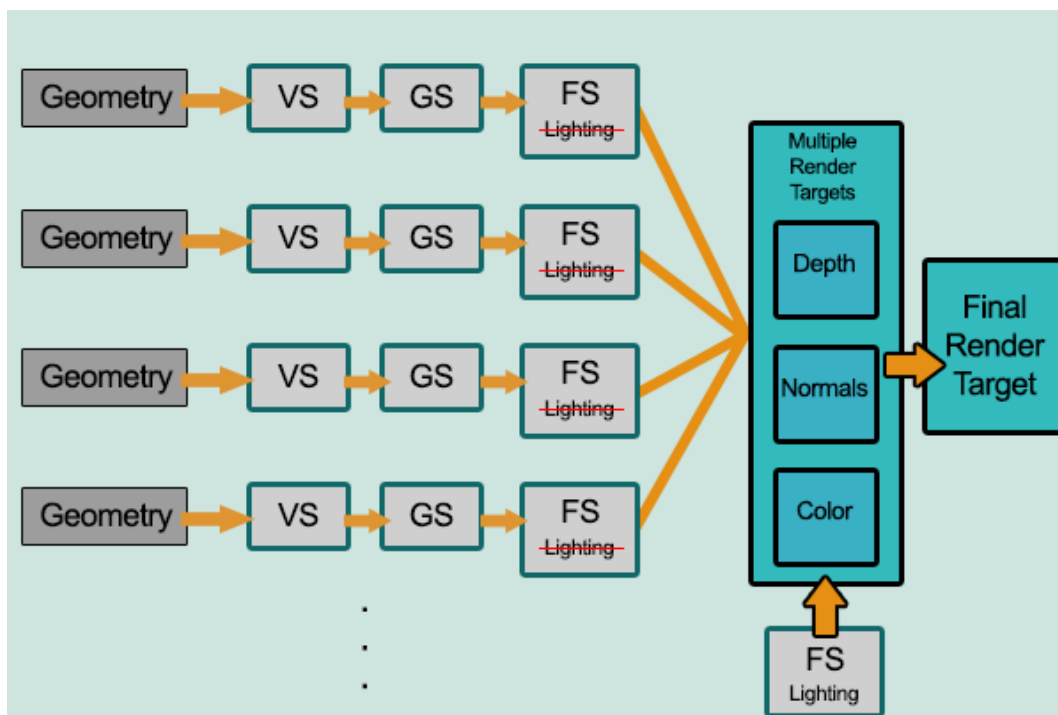 Geometry
VS
GS
FS
Lighting
Geometry
VS
GS
FS
Lighting
Geometry
VS
GS
FS
Lighting
Geometry
VS
GS
FS
Lighting
Multiple
Render
Targets
Depth
Normals
Color
FS
Lighting
Final
Render
Target